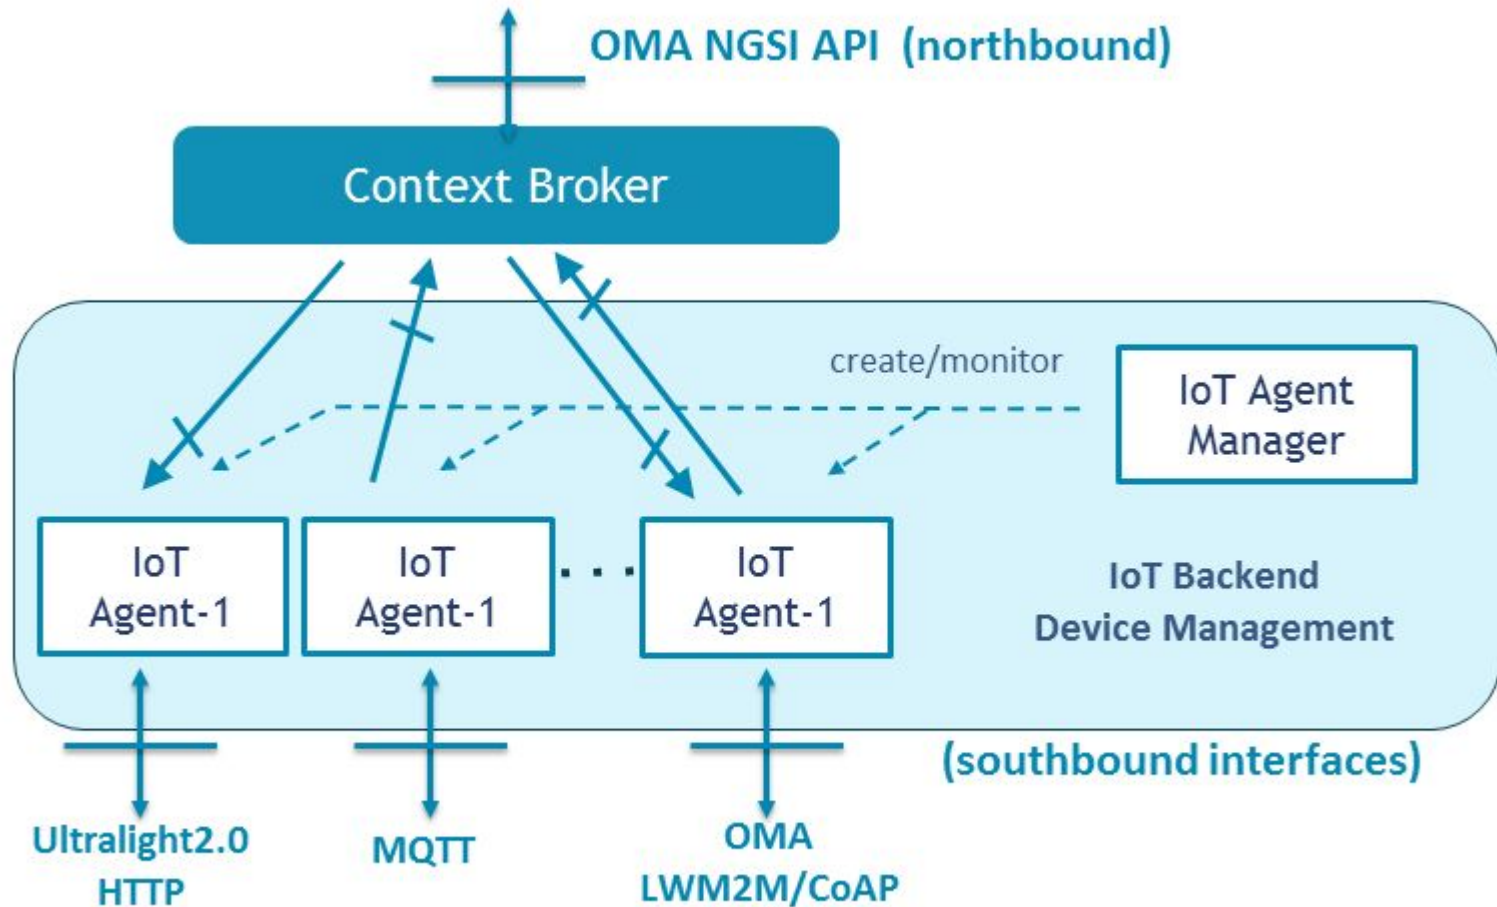 OMA NGSI API  (northbound)
Context Broker
create/monitor
IoT Agent
Manager
IoT
Agent-1
IoT
Agent-1
. . .
IoT
Agent-1
IoT Backend
Device Management
(southbound interfaces)
Ultralight2.0
HTTP
MQTT
OMA
LWM2M/CoAP